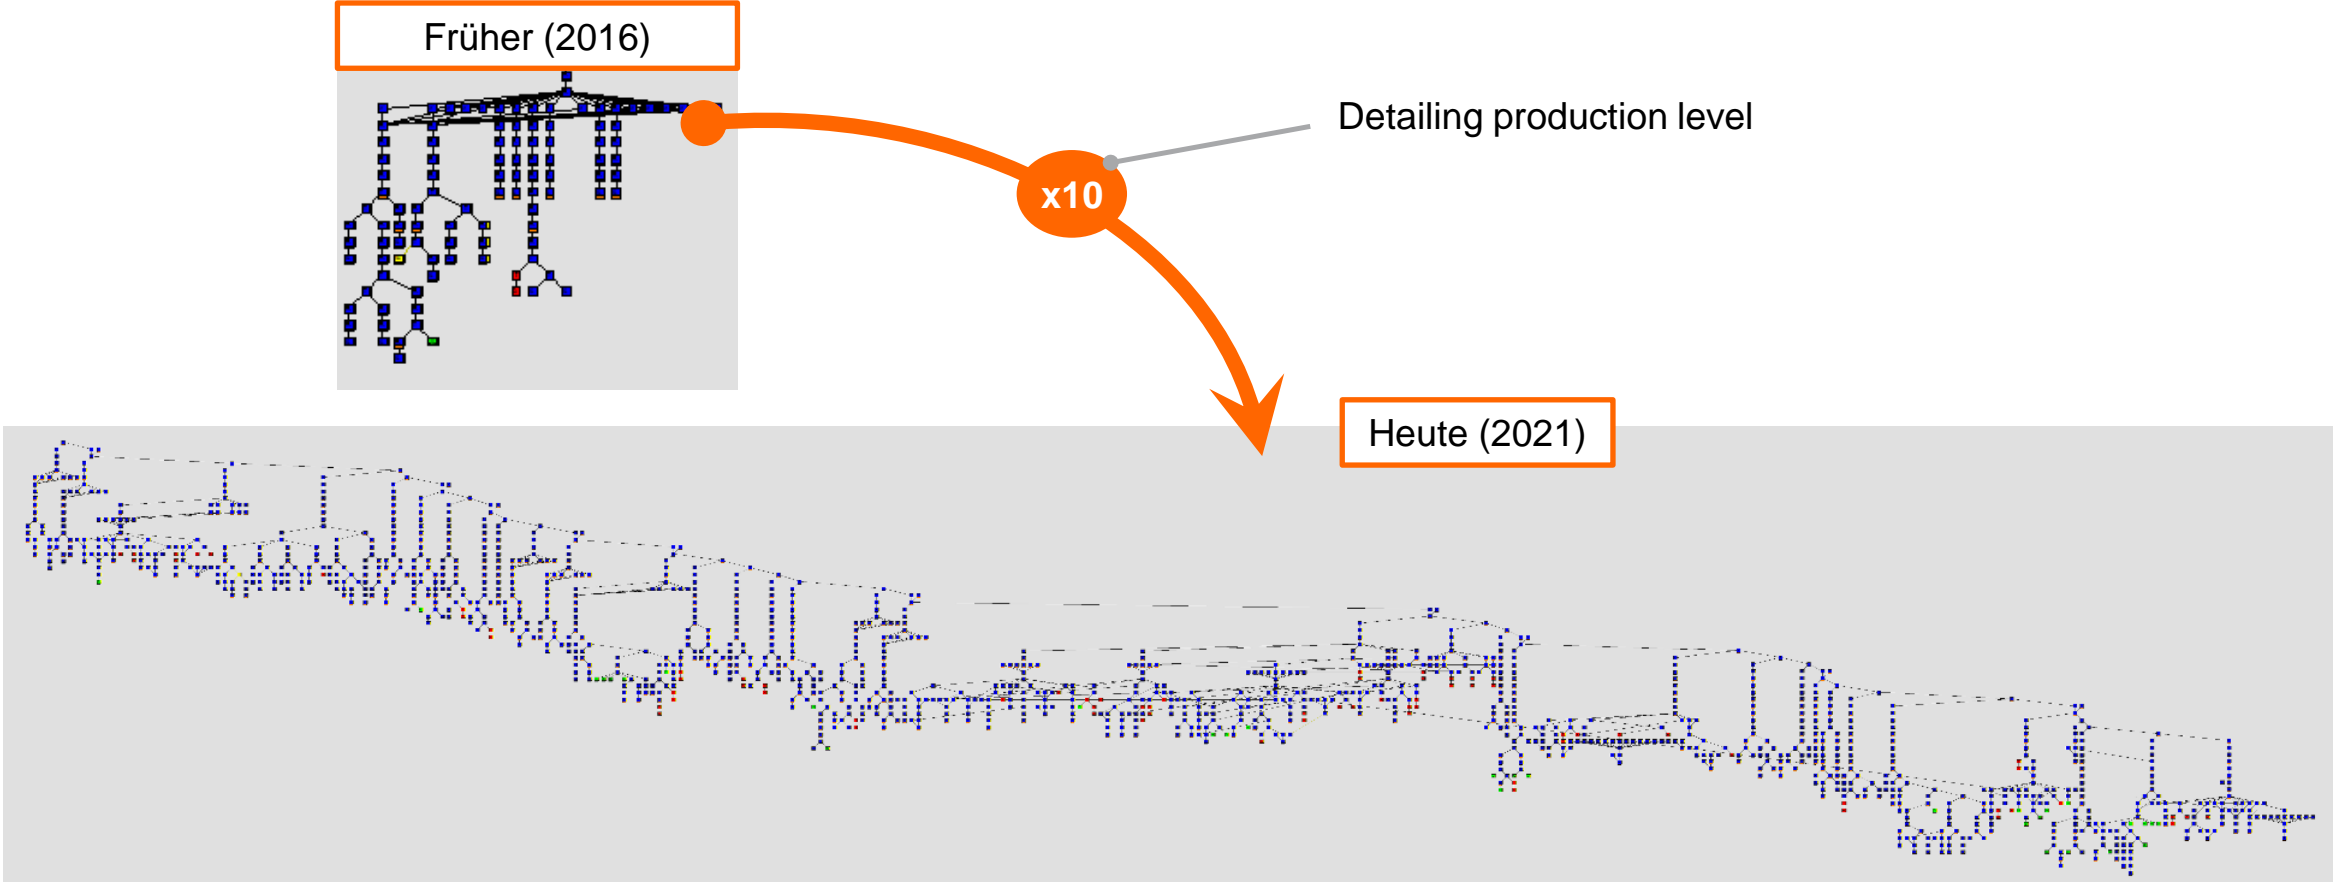 Früher (2016)
Detailing production level
x10
Heute (2021)